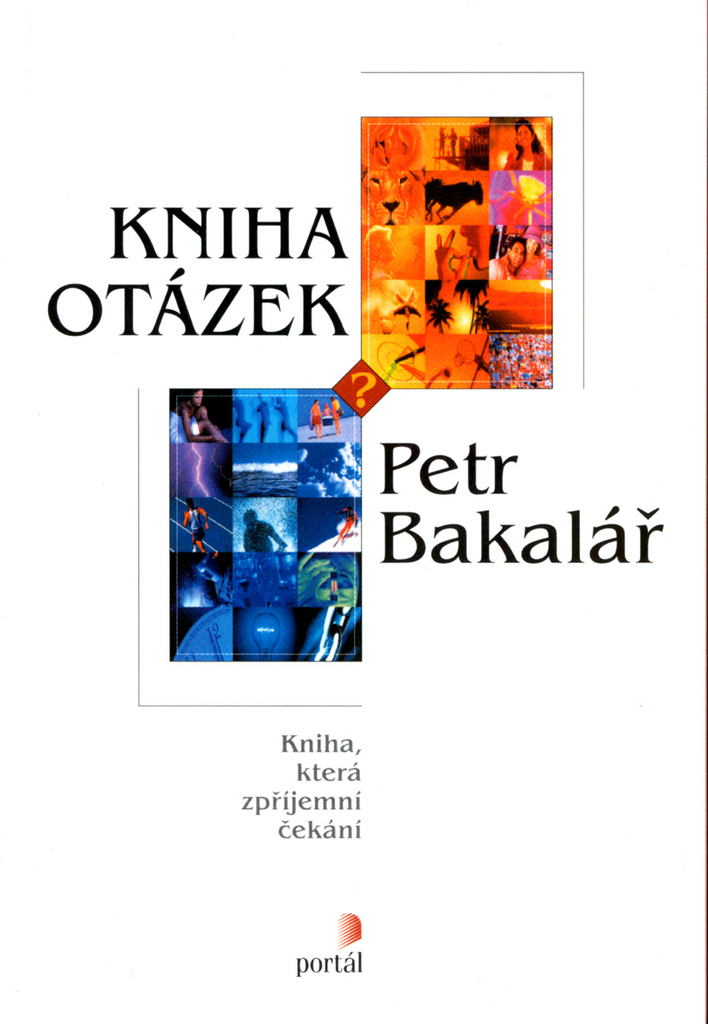 KNIHA
OTÁZEK
?
Petr
Bakalář
Kniha,
která
zpříjemní
čekání
portál